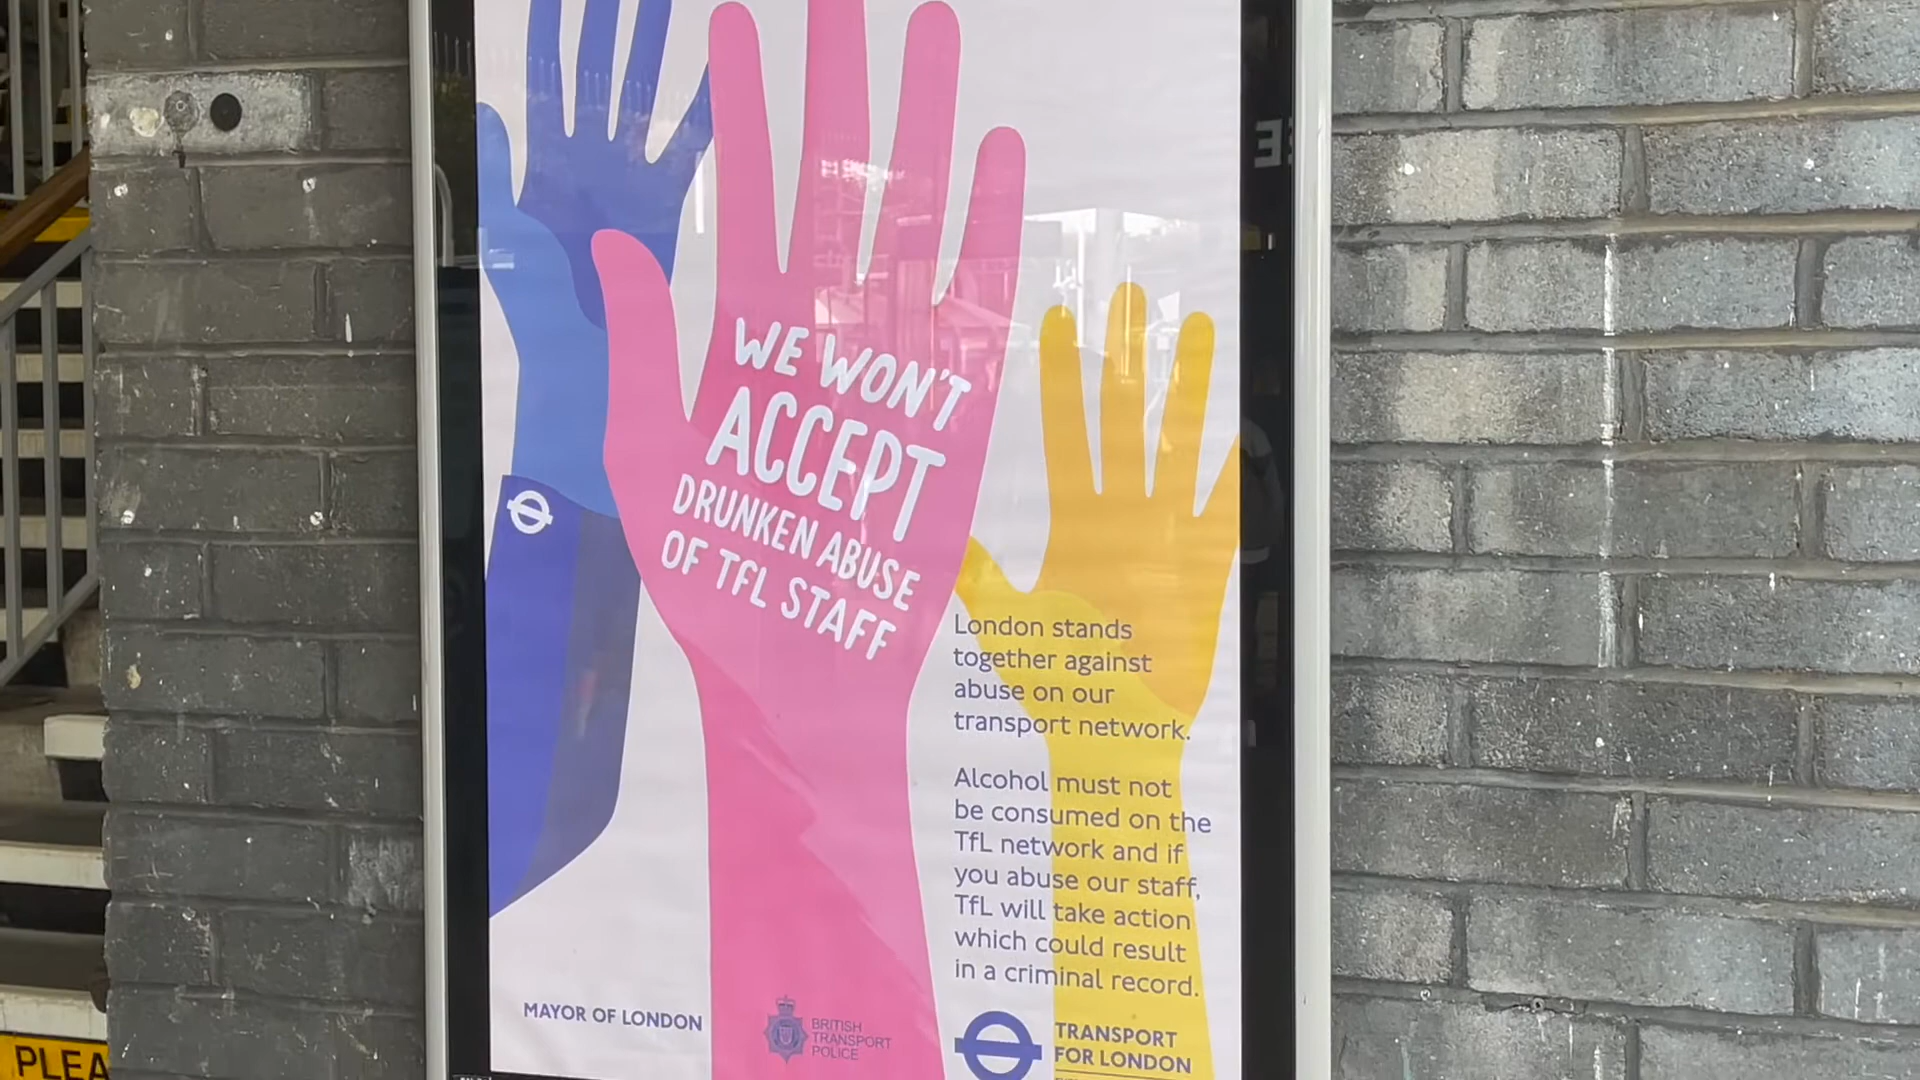 WE WON'T
ACCEPT
DRUNKEN ABUSE
OF TfL STAFF
London stands
together against
abuse on our
transport network.
Alcohol must not
be consumed on the
TfL network and if
you abuse our staff,
TfL will take action
which could result
in a criminal record.
MAYOR OF LONDON
BRITISH
TRANSPORT
POLICE
TRANSPORT
FOR LONDON